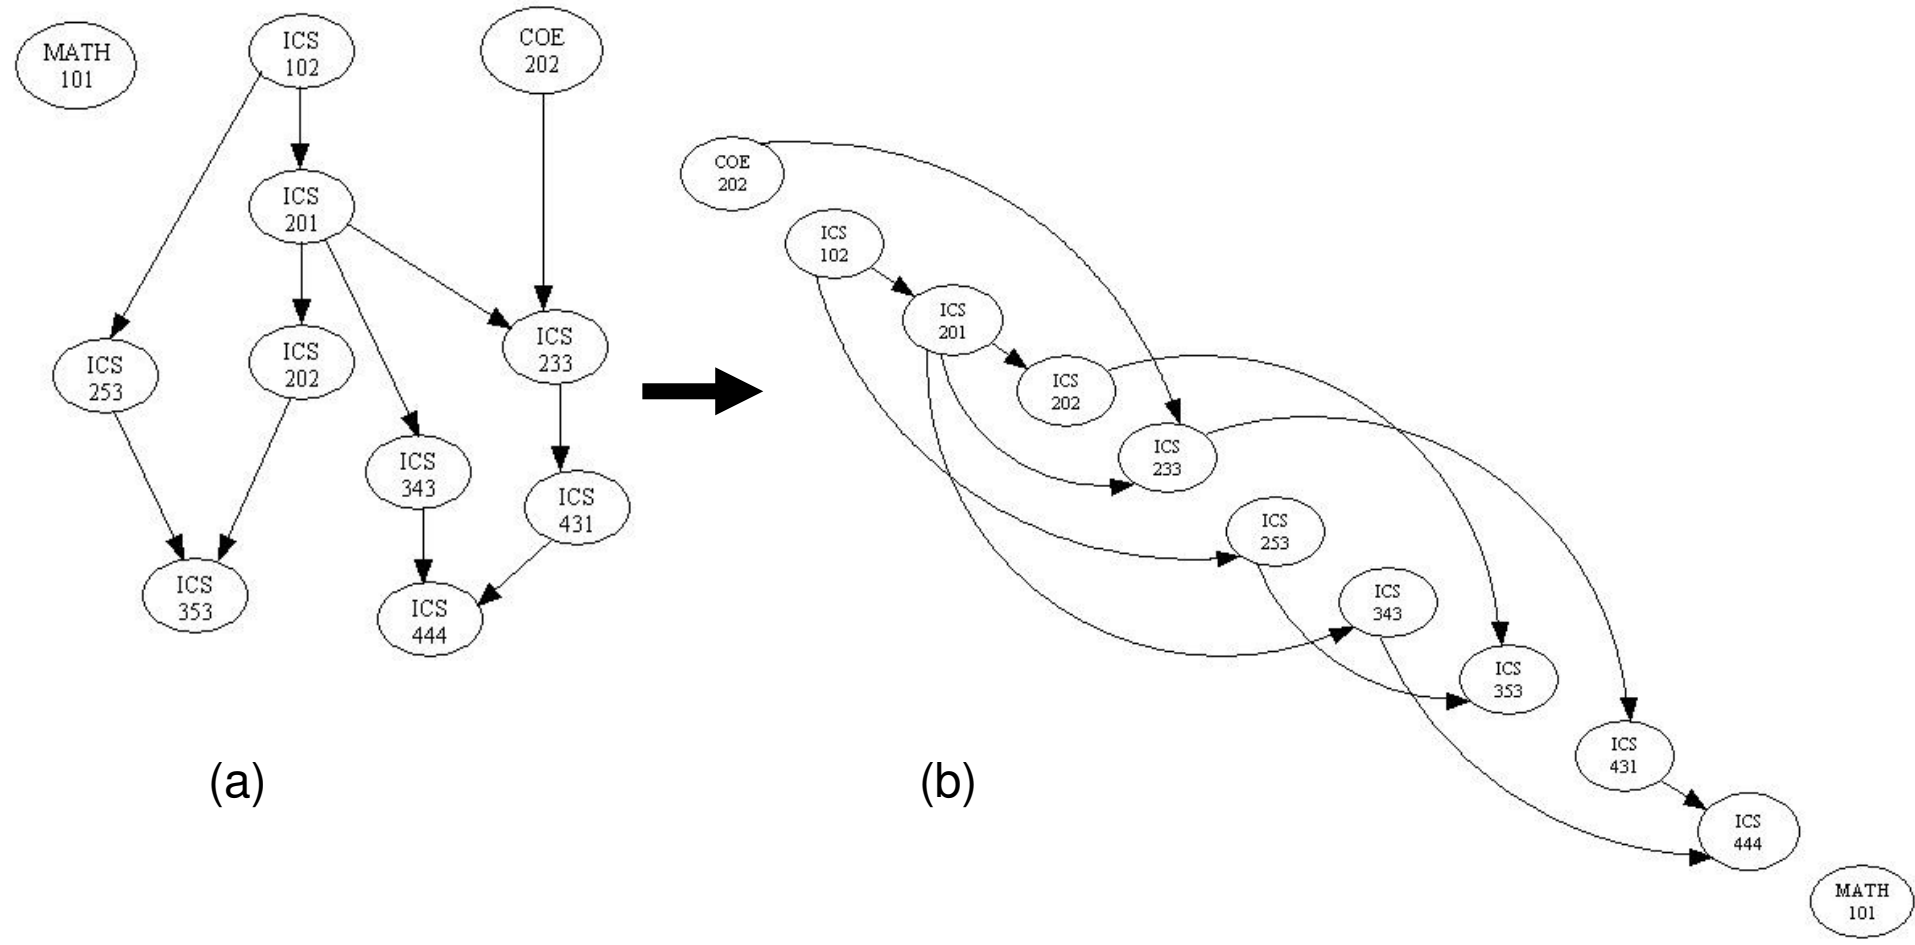 MATH
101
ICS
102
COE
202
ICS
201
ICS
253
ICS
202
ICS
233
ICS
343
ICS
431
ICS
353
ICS
444
(a)
COE
202
ICS
102
ICS
201
ICS
202
ICS
233
ICS
253
ICS
343
ICS
353
ICS
431
ICS
444
MATH
101
(b)